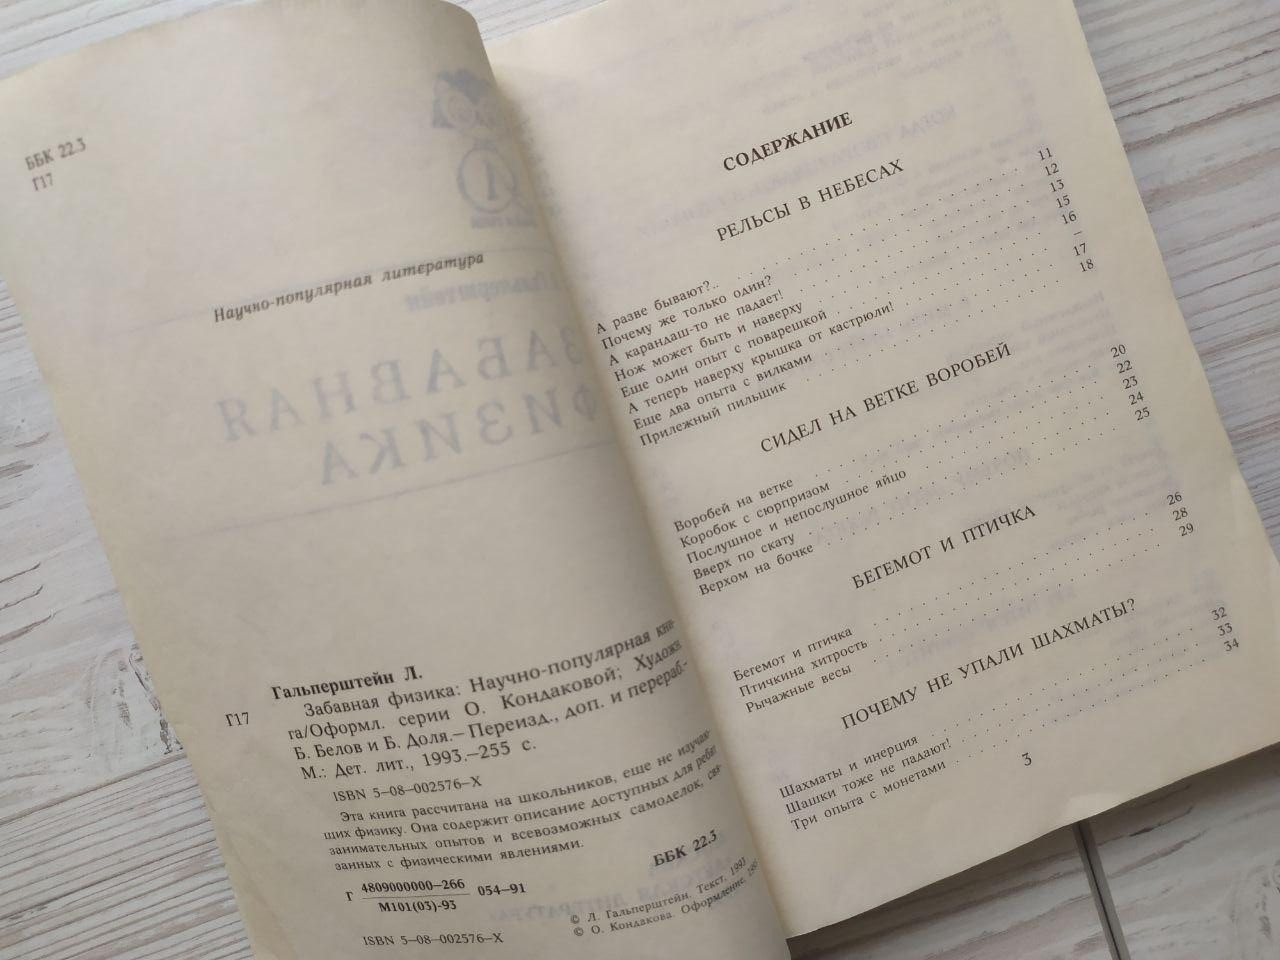 ББК 22.3
Г17
Научно-популярная литература
Гальперштейн Л.
Г17 Забавная физика: Научно-популярная кни-
га/Оформл. серии О. Кондаковой; Художн.
Б. Белов и Б. Доля.— Переизд., доп. и перераб.—
М.: Дет. лит., 1993.—255 с.
ISBN 5—08—002576—X
Эта книга рассчитана на школьников, еще не изучаю-
щих физику. Она содержит описание доступных для ребят
занимательных опытов и всевозможных самоделок, свя-
занных с физическими явлениями.
Г 4809000000—266 054—91
М101(03)-93
ББК 22.3
ISBN 5—08—002576—X
© Л. Гальперштейн. Текст, 1993
© О. Кондакова. Оформление,
СОДЕРЖАНИЕ
РЕЛЬСЫ В НЕБЕСАХ
А разве бывают?.. 11
Почему же только один? 12
А карандаш-то не падает! 13
Нож может быть и наверху 15
Еще один опыт с поварешкой 16
А теперь наверху крышка от кастрюли! —
Еще два опыта с вилками 17
Прилежный пильщик 18
СИДЕЛ НА ВЕТКЕ ВОРОБЕЙ
Воробей на ветке 20
Коробок с сюрпризом 22
Послушное и непослушное яйцо 23
Вверх по скату 24
Верхом на бочке 25
БЕГЕМОТ И ПТИЧКА
Бегемот и птичка 26
Птичкина хитрость 28
Рычажные весы 29
ПОЧЕМУ НЕ УПАЛИ ШАХМАТЫ?
Шахматы и инерция 32
Шашки тоже не падают! 33
Три опыта с монетами 34
3